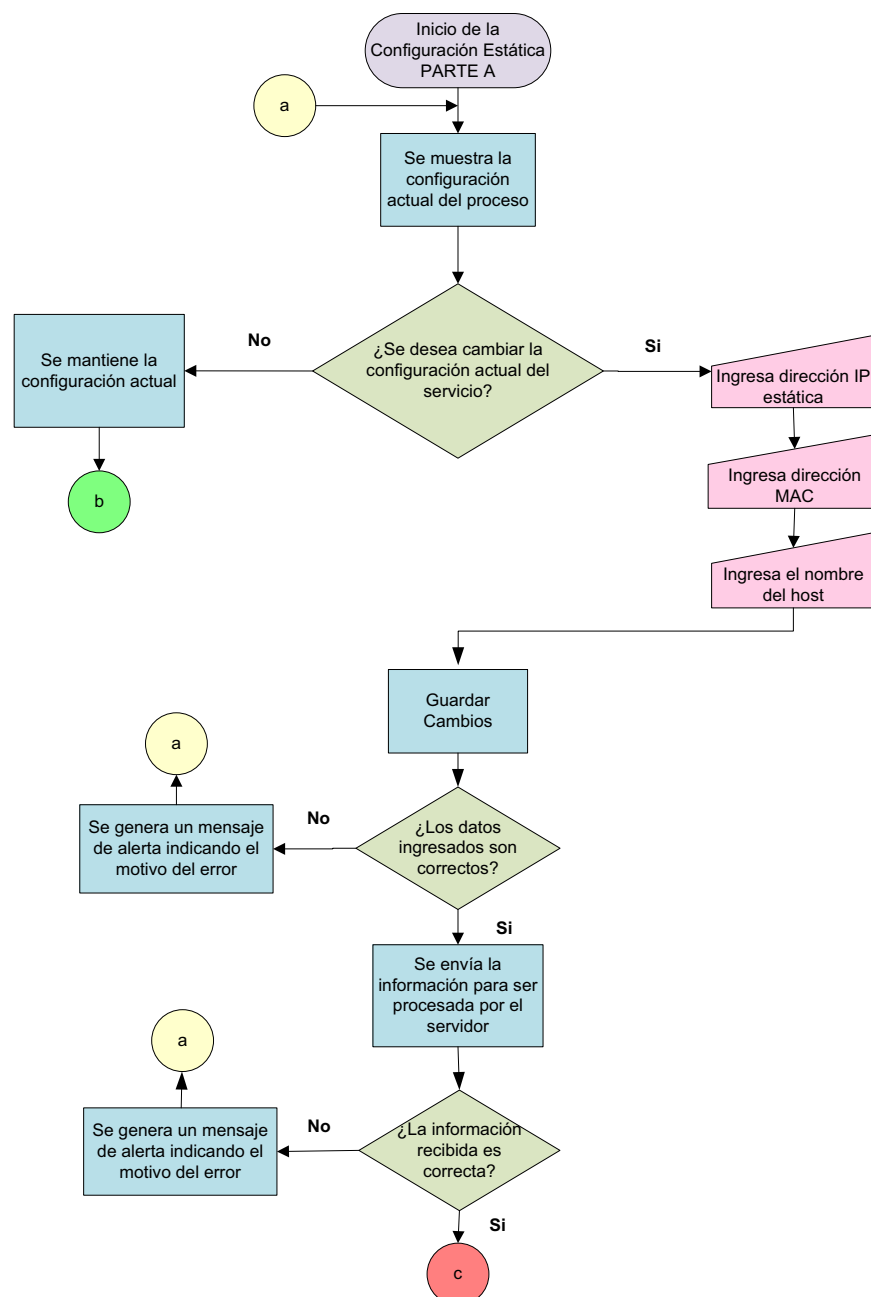 Inicio de la
Configuración Estática
PARTE A
a
Se muestra la
configuración
actual del proceso
No
¿Se desea cambiar la
configuración actual del
servicio?
Si
Se mantiene la
configuración actual
Ingresa dirección IP
estática
b
Ingresa dirección
MAC
Ingresa el nombre
del host
Guardar
Cambios
a
Se genera un mensaje
de alerta indicando el
motivo del error
No
¿Los datos
ingresados son
correctos?
Si
Se envía la
información para ser
procesada por el
servidor
a
Se genera un mensaje
de alerta indicando el
motivo del error
No
¿La información
recibida es
correcta?
Si
c